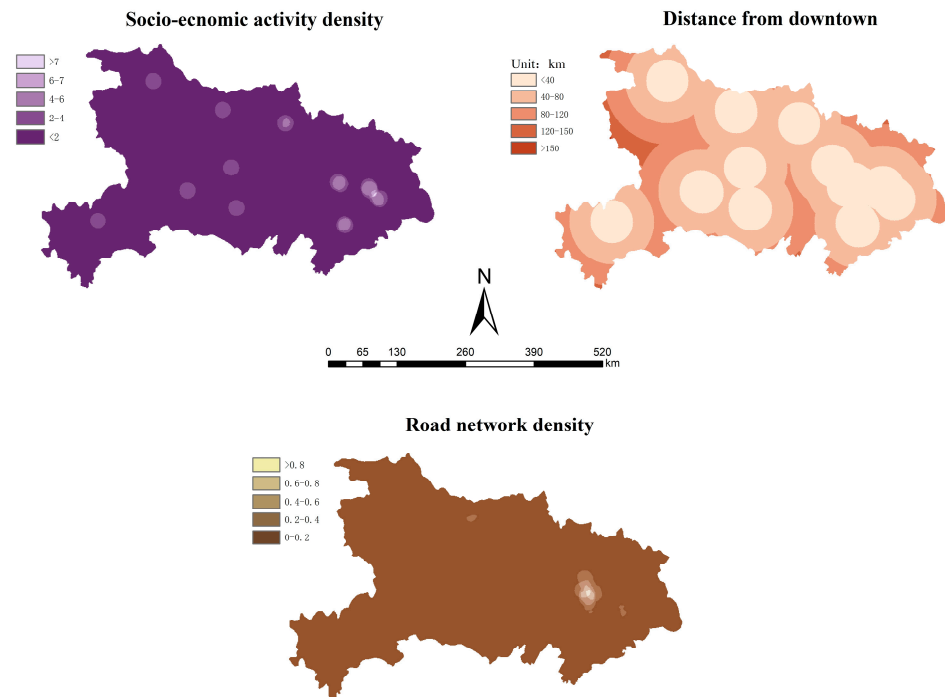 Socio-ecnomic activity density
>7
6-7
4-6
2-4
<2
Distance from downtown
Unit: km
<40
40-80
80-120
120-150
>150
N
0 65 130 260 390 520
km
Road network density
>0.8
0.6-0.8
0.4-0.6
0.2-0.4
0-0.2